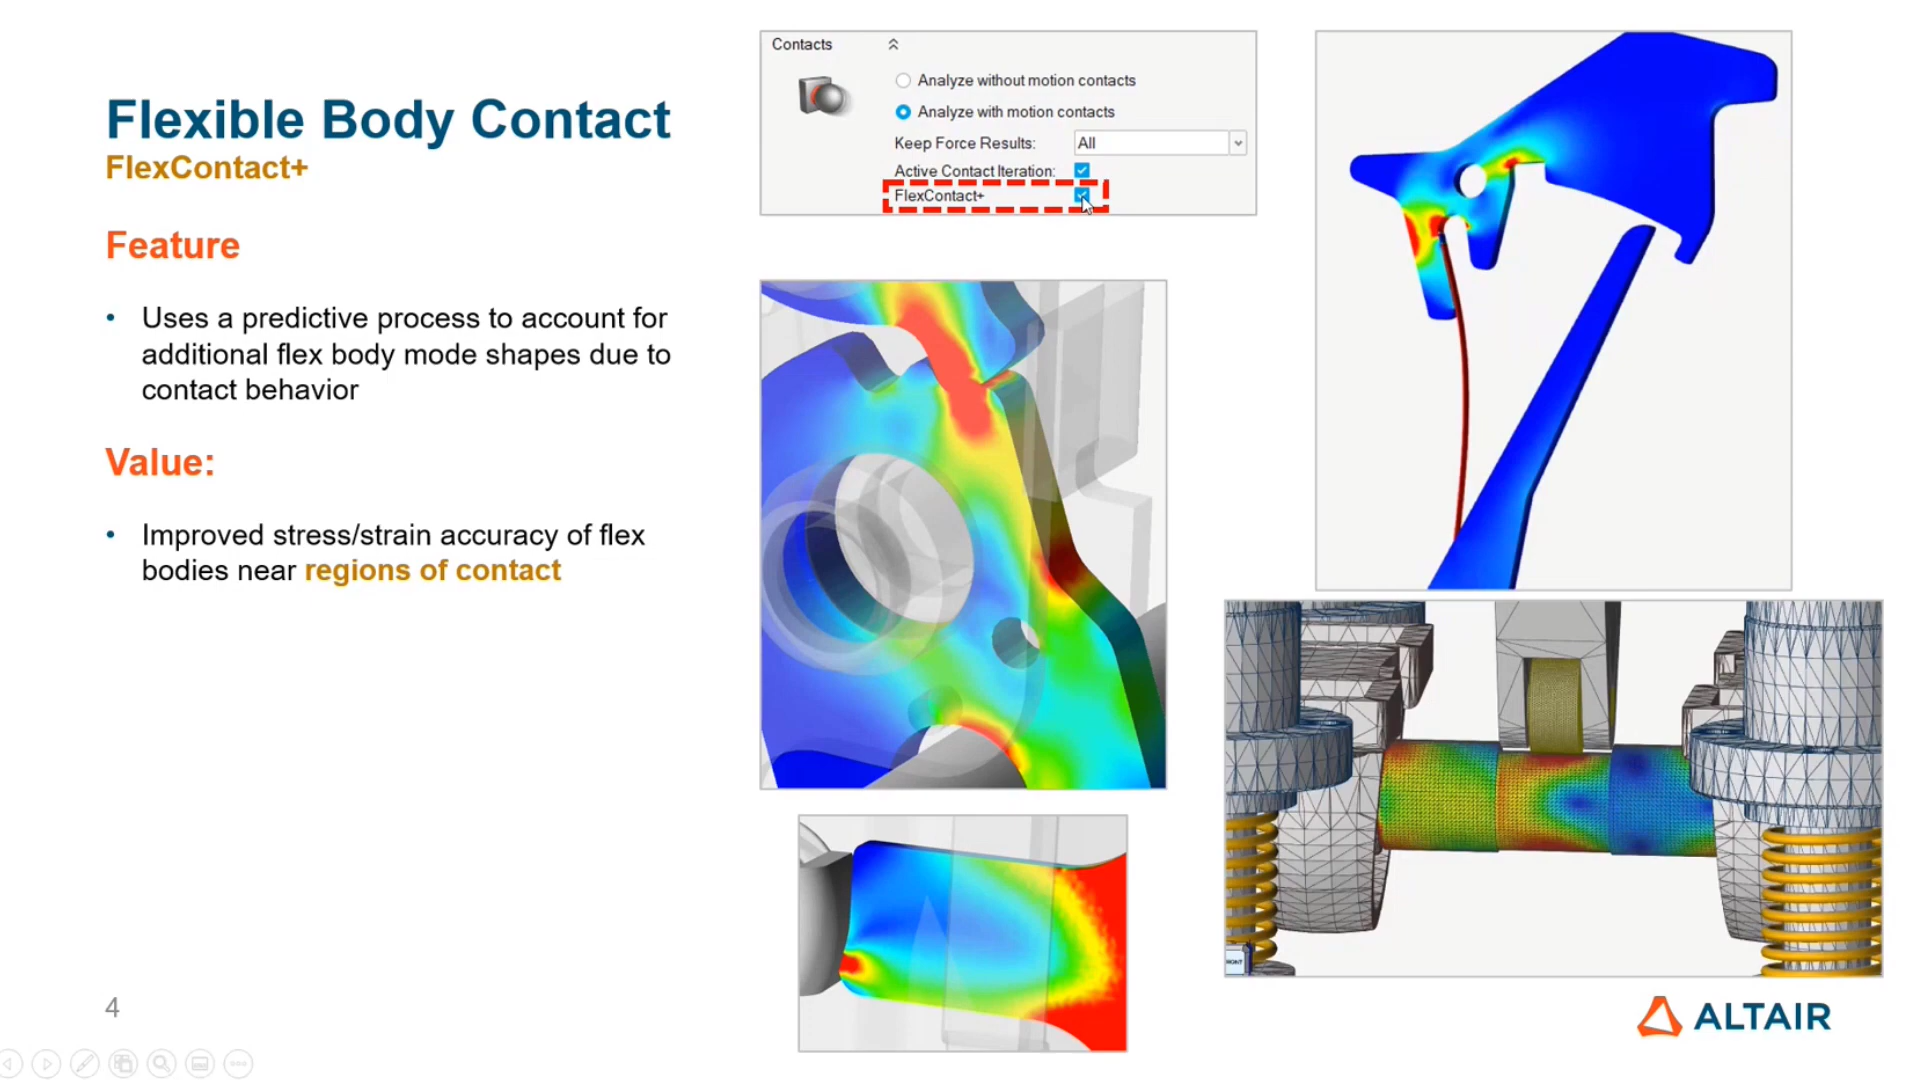 Flexible Body Contact
FlexContact+
Feature
• Uses a predictive process to account for
additional flex body mode shapes due to
contact behavior
Value:
• Improved stress/strain accuracy of flex
bodies near regions of contact
4
Contacts
Analyze without motion contacts
Analyze with motion contacts
Keep Force Results: All
Active Contact Iteration:
FlexContact+
ALTAIR